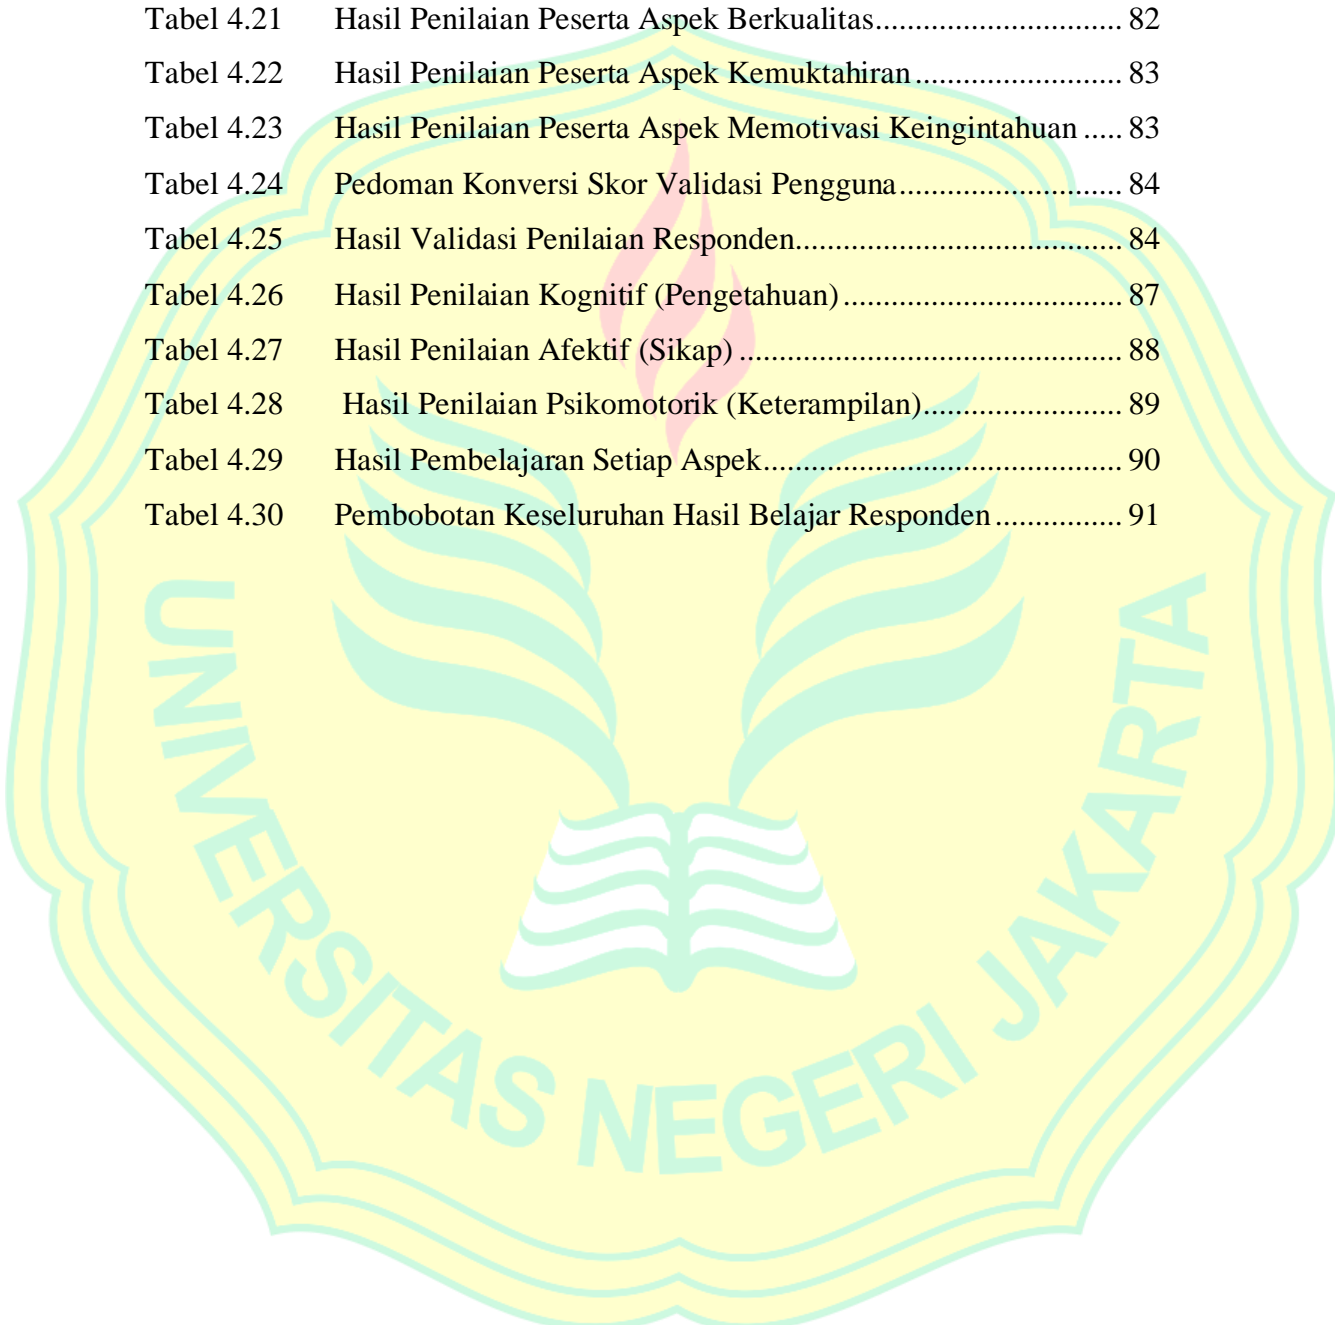 Tabel 4.21 Hasil Penilaian Peserta Aspek Berkualitas............................... 82
Tabel 4.22 Hasil Penilaian Peserta Aspek Kemuktahiran.......................... 83
Tabel 4.23 Hasil Penilaian Peserta Aspek Memotivasi Keingintahuan ..... 83
Tabel 4.24 Pedoman Konversi Skor Validasi Pengguna............................ 84
Tabel 4.25 Hasil Validasi Penilaian Responden......................................... 84
Tabel 4.26 Hasil Penilaian Kognitif (Pengetahuan)................................... 87
Tabel 4.27 Hasil Penilaian Afektif (Sikap) ................................................ 88
Tabel 4.28 Hasil Penilaian Psikomotorik (Keterampilan)......................... 89
Tabel 4.29 Hasil Pembelajaran Setiap Aspek............................................. 90
Tabel 4.30 Pembobotan Keseluruhan Hasil Belajar Responden................ 91
UNIVERSITAS NEGERI JAKARTA